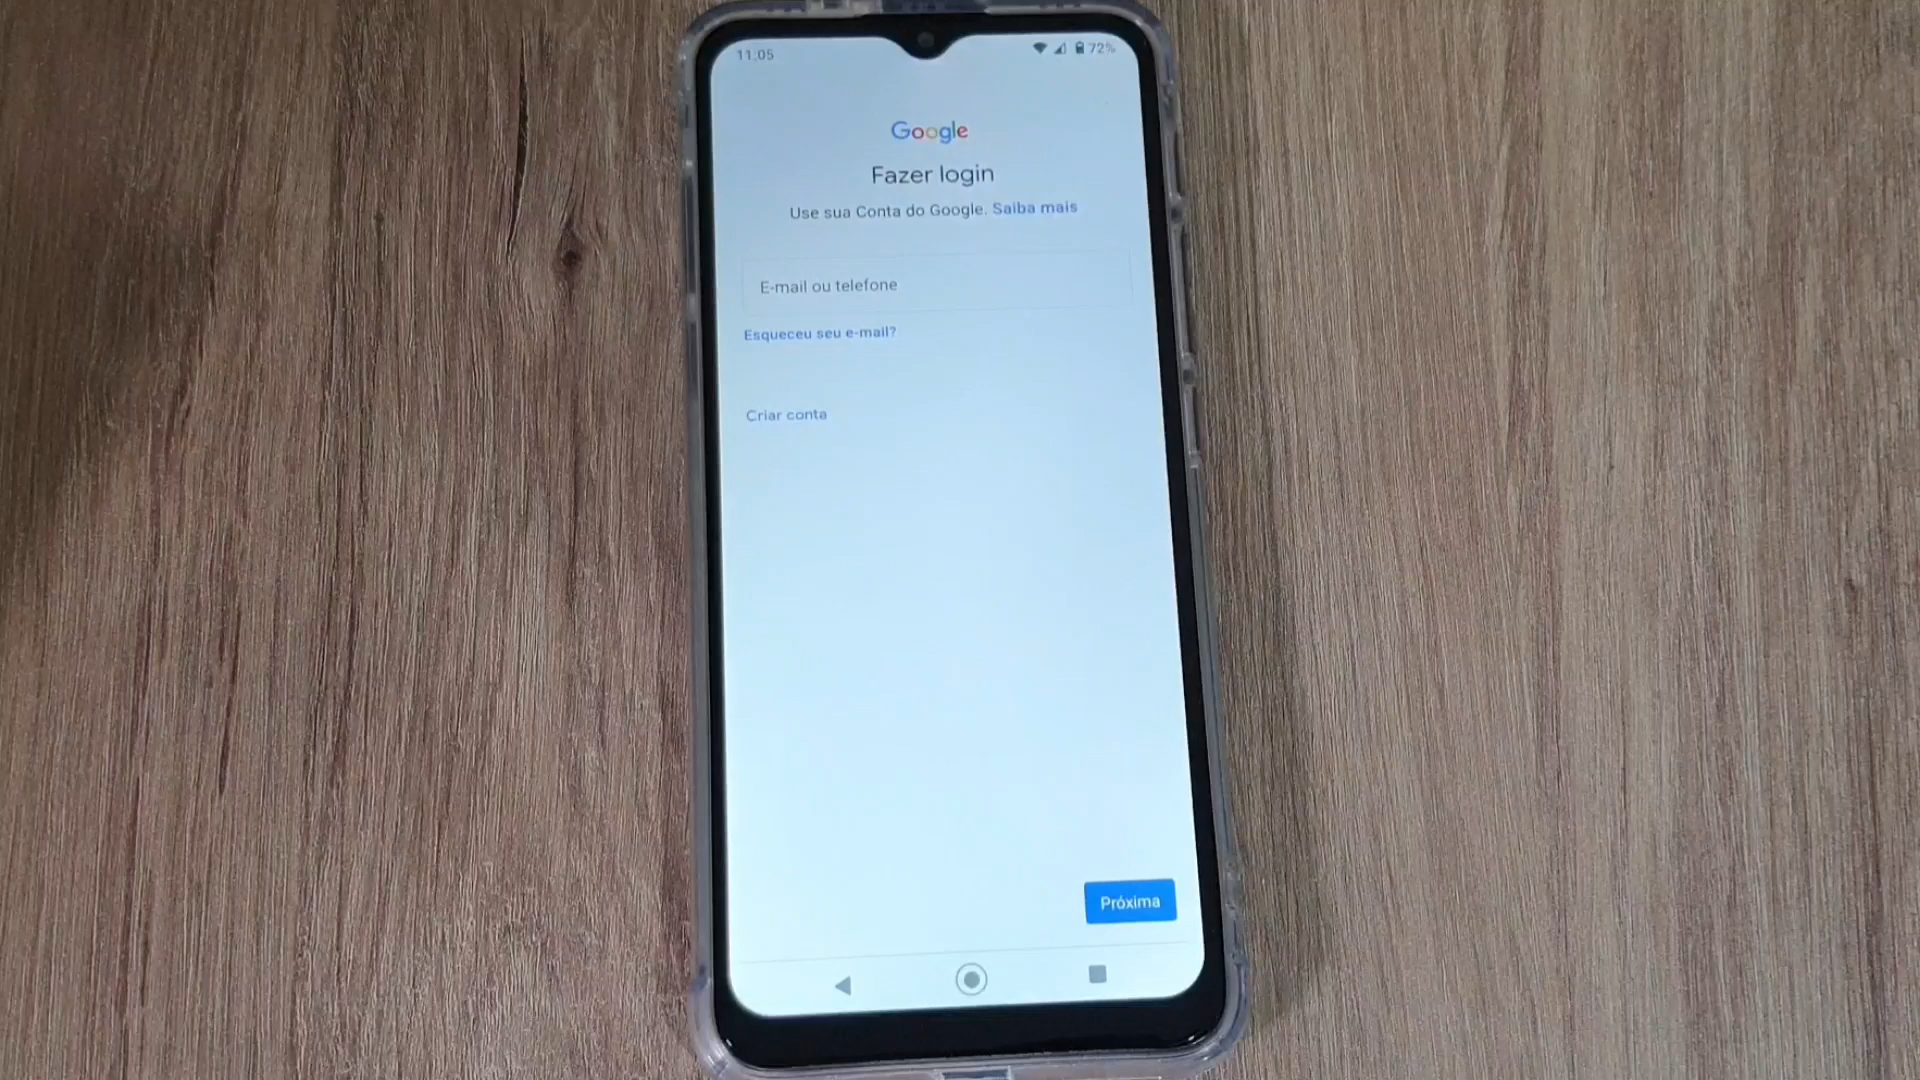 11:05
72%
Google
Fazer login
Use sua Conta do Google. Saiba mais
E-mail ou telefone
Esqueceu seu e-mail?
Criar conta
Próxima